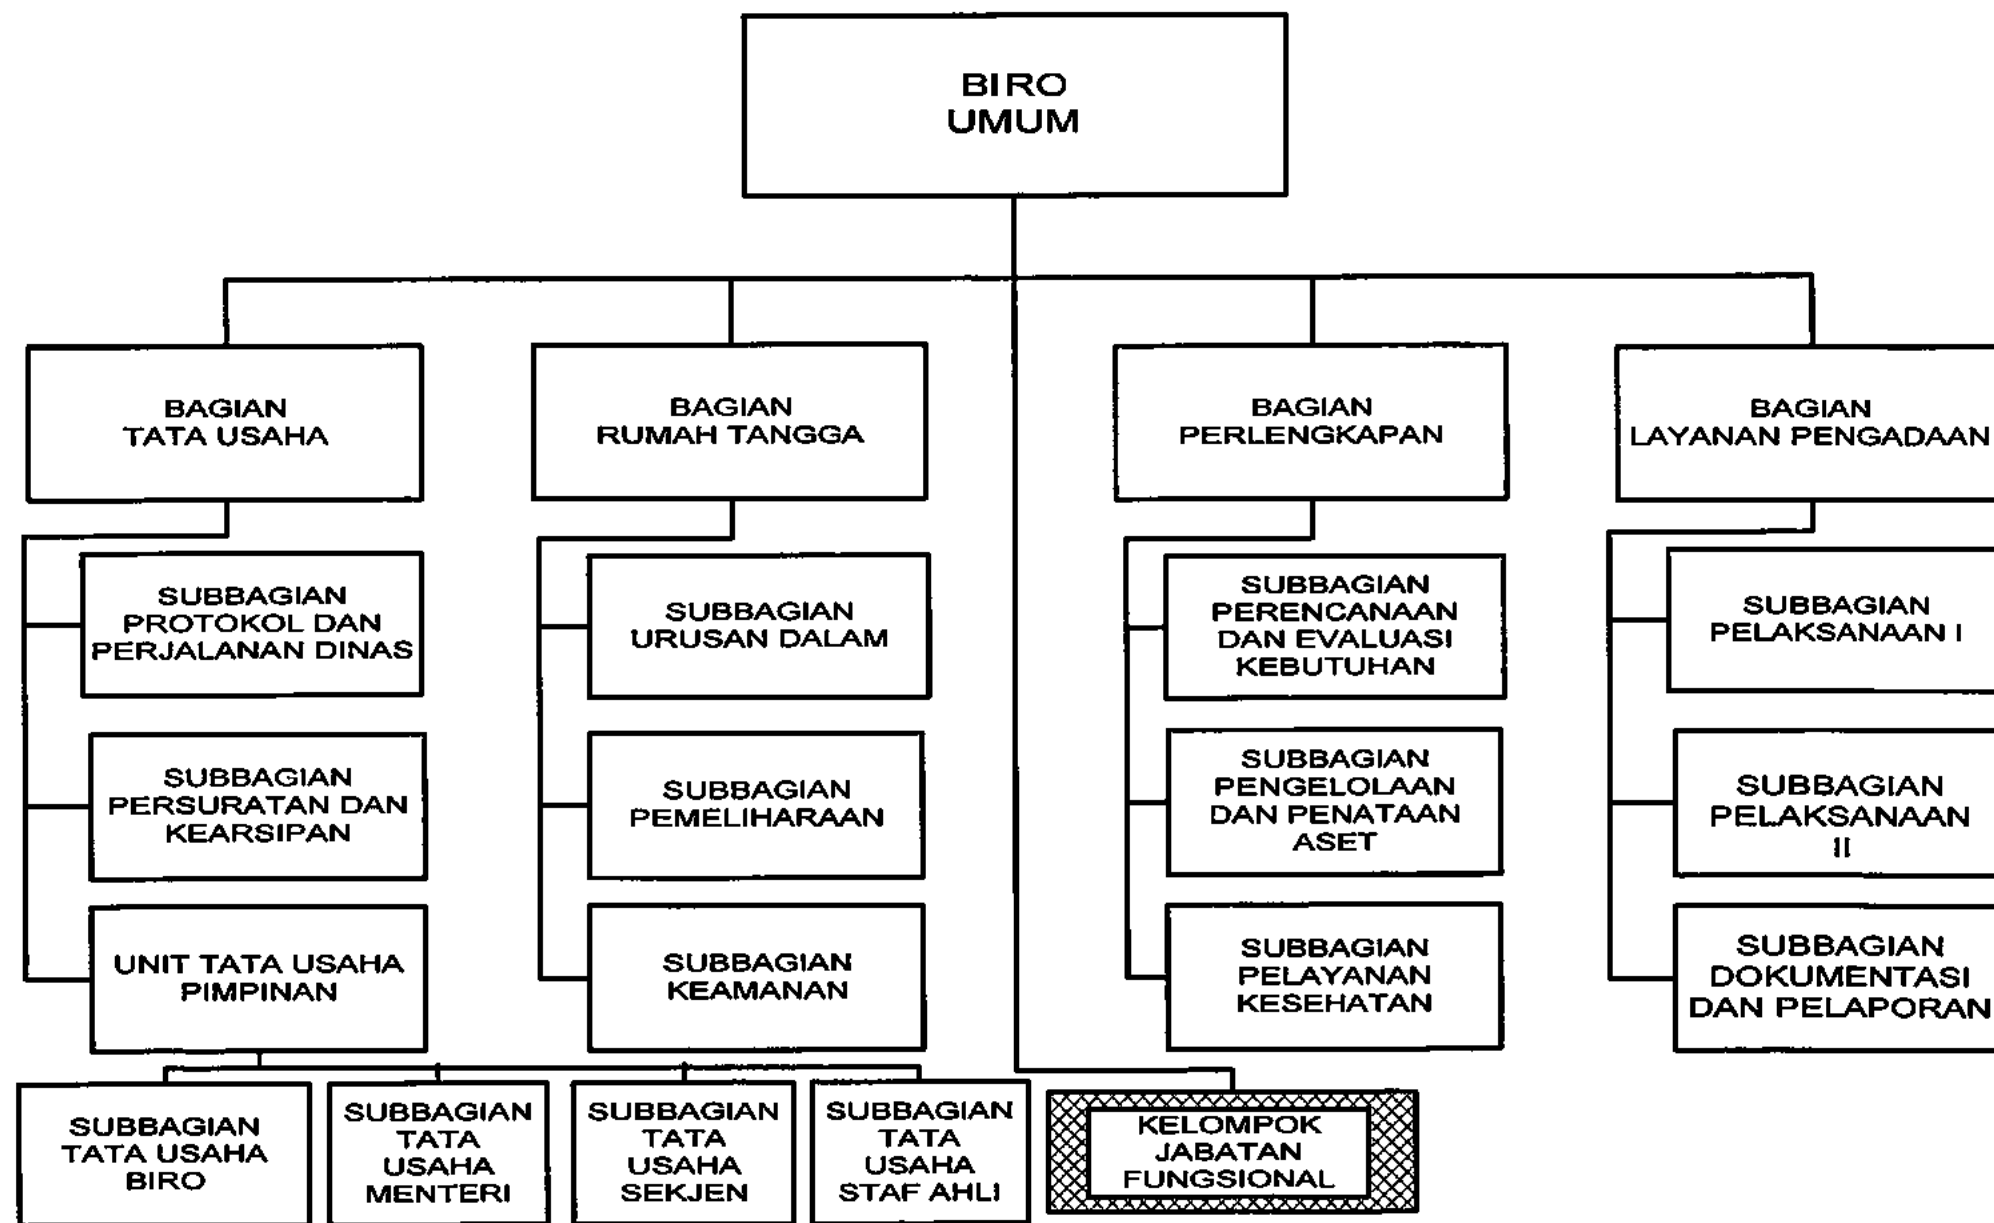 BIRO
UMUM
BAGIAN
TATA USAHA
BAGIAN
RUMAH TANGGA
BAGIAN
PERLENGKAPAN
BAGIAN
LAYANAN PENGADAAN
SUBBAGIAN
PROTOKOL DAN
PERJALANAN DINAS
SUBBAGIAN
URUSAN DALAM
SUBBAGIAN
PERENCANAAN
DAN EVALUASI
KEBUTUHAN
SUBBAGIAN
PELAKSANAAN I
SUBBAGIAN
PERSURATAN DAN
KEARSIPAN
SUBBAGIAN
PEMELIHARAAN
SUBBAGIAN
PENGELOLAAN
DAN PENATAAN
ASET
SUBBAGIAN
PELAKSANAAN
II
UNIT TATA USAHA
PIMPINAN
SUBBAGIAN
KEAMANAN
SUBBAGIAN
PELAYANAN
KESEHATAN
SUBBAGIAN
DOKUMENTASI
DAN PELAPORAN
SUBBAGIAN
TATA USAHA
BIRO
SUBBAGIAN
TATA
USAHA
MENTERI
SUBBAGIAN
TATA
USAHA
SEKJEN
SUBBAGIAN
TATA
USAHA
STAF AHLI
KELOMPOK
JABATAN
FUNGSIONAL